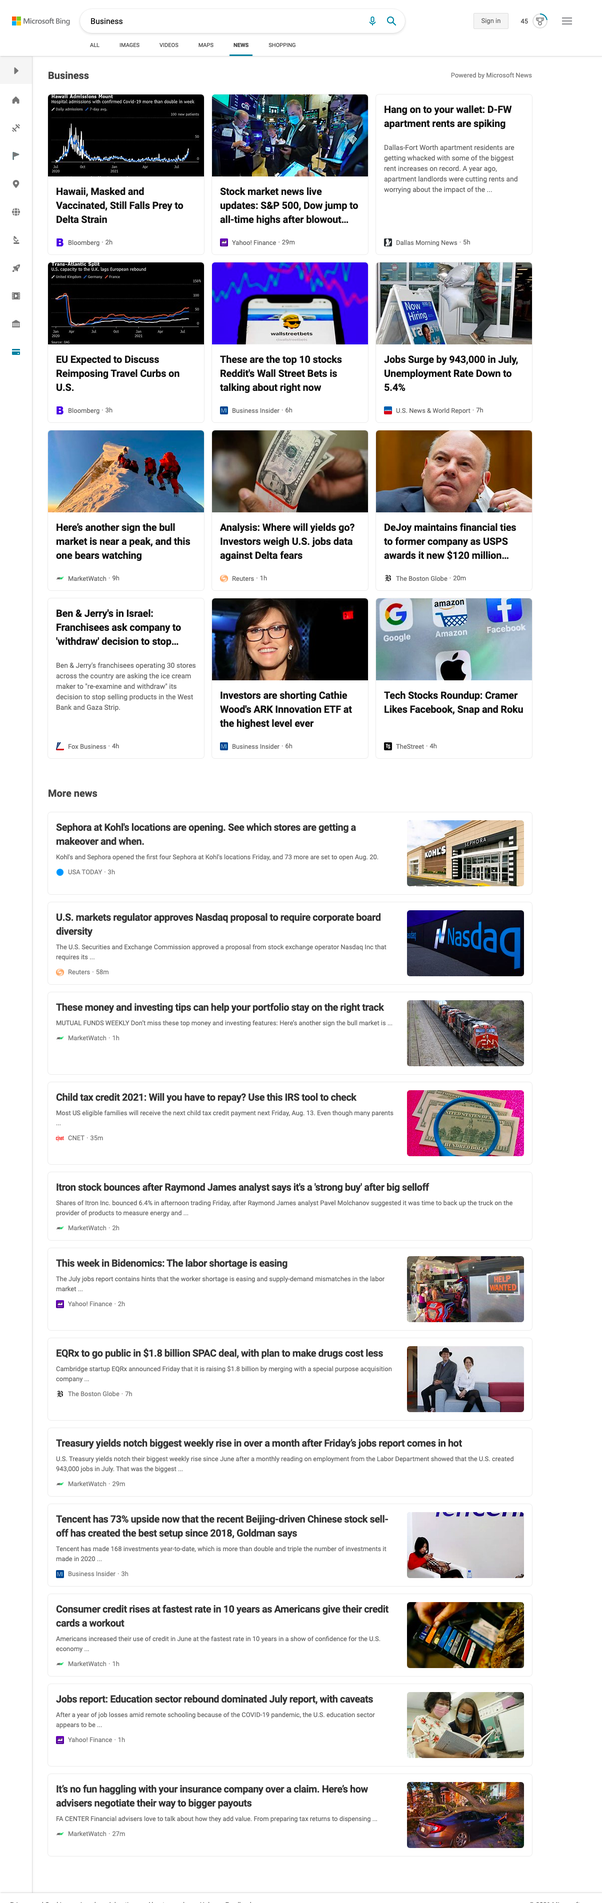 Microsoft Bing
Business
Sign in
45
ALL
IMAGES
VIDEOS
MAPS
NEWS
SHOPPING
Business
Powered by Microsoft News
Hawaii Admissions Mount
Hospital admissions with confirmed Covid-19 more than double in week
Hawaii, Masked and
Vaccinated, Still Falls Prey to
Delta Strain
Bloomberg · 2h
Stock market news live
updates: S&P 500, Dow jump to
all-time highs after blowout...
Yahoo! Finance · 29m
Hang on to your wallet: D-FW
apartment rents are spiking
Dallas-Fort Worth apartment residents are
getting whacked with some of the biggest
rent increases on record. A year ago,
apartment landlords were cutting rents and
worrying about the impact of the ...
Dallas Morning News · 5h
Trans-Atlantic Split
U.S. capacity to the U.K. lags European rebound
United Kingdom
Germany
France
EU Expected to Discuss
Reimposing Travel Curbs on
U.S.
Bloomberg · 3h
wallstreetbets
These are the top 10 stocks
Reddit's Wall Street Bets is
talking about right now
Business Insider · 6h
Now
Hiring
Jobs Surge by 943,000 in July,
Unemployment Rate Down to
5.4%
U.S. News & World Report · 7h
Here's another sign the bull
market is near a peak, and this
one bears watching
MarketWatch · 9h
Analysis: Where will yields go?
Investors weigh U.S. jobs data
against Delta fears
Reuters · 1h
DeJoy maintains financial ties
to former company as USPS
awards it new $120 million...
The Boston Globe · 20m
Ben & Jerry's in Israel:
Franchisees ask company to
'withdraw' decision to stop...
Ben & Jerry's franchisees operating 30 stores
across the country are asking the ice cream
maker to "re-examine and withdraw" its
decision to stop selling products in the West
Bank and Gaza Strip.
Fox Business · 4h
Investors are shorting Cathie
Wood's ARK Innovation ETF at
the highest level ever
Business Insider · 6h
Google
amazon
Amazon
Facebook
Tech Stocks Roundup: Cramer
Likes Facebook, Snap and Roku
TheStreet · 4h
More news
Sephora at Kohl's locations are opening. See which stores are getting a
makeover and when.
Kohl's and Sephora opened the first four Sephora at Kohl's locations Friday, and 73 more are set to open Aug. 20.
USA TODAY · 3h
KOHL'S
SEPHORA
U.S. markets regulator approves Nasdaq proposal to require corporate board
diversity
The U.S. Securities and Exchange Commission approved a proposal from stock exchange operator Nasdaq Inc that
requires its ...
Reuters · 58m
Nasdaq
These money and investing tips can help your portfolio stay on the right track
MUTUAL FUNDS WEEKLY Don't miss these top money and investing features: Here's another sign the bull market is ...
MarketWatch · 1h
Child tax credit 2021: Will you have to repay? Use this IRS tool to check
Most US eligible families will receive the next child tax credit payment next Friday, Aug. 13. Even though many parents
...
CNET · 35m
Itron stock bounces after Raymond James analyst says it's a 'strong buy' after big selloff
Shares of Itron Inc. bounced 6.4% in afternoon trading Friday, after Raymond James analyst Pavel Molchanov suggested it was time to back up the truck on the
provider of products to measure energy and ...
MarketWatch · 2h
This week in Bidenomics: The labor shortage is easing
The July jobs report contains hints that the worker shortage is easing and supply-demand mismatches in the labor
market ...
Yahoo! Finance · 2h
HELP
WANTED
EQRx to go public in $1.8 billion SPAC deal, with plan to make drugs cost less
Cambridge startup EQRx announced Friday that it is raising $1.8 billion by merging with a special purpose acquisition
company ...
The Boston Globe · 7h
Treasury yields notch biggest weekly rise in over a month after Friday's jobs report comes in hot
U.S. Treasury yields notch their biggest weekly rise since June after a monthly reading on employment from the Labor Department showed that the U.S. created
943,000 jobs in July. That was the biggest ...
MarketWatch · 29m
Tencent has 73% upside now that the recent Beijing-driven Chinese stock sell-
off has created the best setup since 2018, Goldman says
Tencent has made 168 investments year-to-date, which is more than double and triple the number of investments it
made in 2020 ...
Business Insider · 3h
Consumer credit rises at fastest rate in 10 years as Americans give their credit
cards a workout
Americans increased their use of credit in June at the fastest rate in 10 years in a show of confidence for the U.S.
economy ...
MarketWatch · 1h
Jobs report: Education sector rebound dominated July report, with caveats
After a year of job losses amid remote schooling because of the COVID-19 pandemic, the U.S. education sector
appears to be ...
Yahoo! Finance · 1h
It's no fun haggling with your insurance company over a claim. Here's how
advisers negotiate their way to bigger payouts
FA CENTER Financial advisers love to talk about how they add value. From preparing tax returns to dispensing ...
MarketWatch · 27m